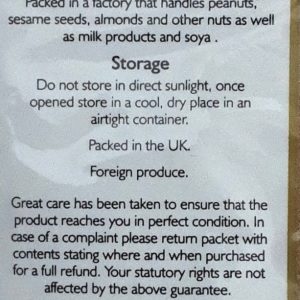 Packed in a factory that handles peanuts,
sesame seeds, almonds and other nuts as well
as milk products and soya .
Storage
Do not store in direct sunlight, once
opened store in a cool, dry place in an
airtight container.
Packed in the UK.
Foreign produce.
Great care has been taken to ensure that the
product reaches you in perfect condition. In
case of a complaint please return packet with
contents stating where and when purchased
for a full refund. Your statutory rights are not
affected by the above guarantee.